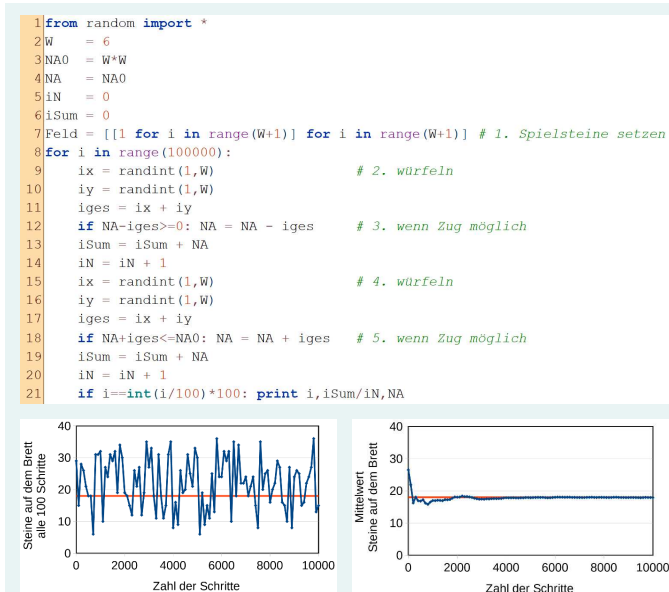 1 from random import *
2 W    = 6
3 NA0  = W*W
4 NA   = NA0
5 iN   = 0
6 iSum = 0
7 Feld = [[1 for i in range(W+1)] for i in range(W+1)] # 1. Spielsteine setzen
8 for i in range(100000):
9     ix = randint(1,W)                # 2. würfeln
10     iy = randint(1,W)
11     iges = ix + iy
12     if NA-iges>=0: NA = NA - iges    # 3. wenn Zug möglich
13     iSum = iSum + NA
14     iN = iN + 1
15     ix = randint(1,W)                # 4. würfeln
16     iy = randint(1,W)
17     iges = ix + iy
18     if NA+iges<=NA0: NA = NA + iges  # 5. wenn Zug möglich
19     iSum = iSum + NA
20     iN = iN + 1
21     if i==int(i/100)*100: print i,iSum/iN,NA
Steine auf dem Brett
alle 100 Schritte
40
30
20
10
0
0 2000 4000 6000 8000 10000
Zahl der Schritte
Mittelwert
Steine auf dem Brett
40
30
20
10
0
0 2000 4000 6000 8000 10000
Zahl der Schritte